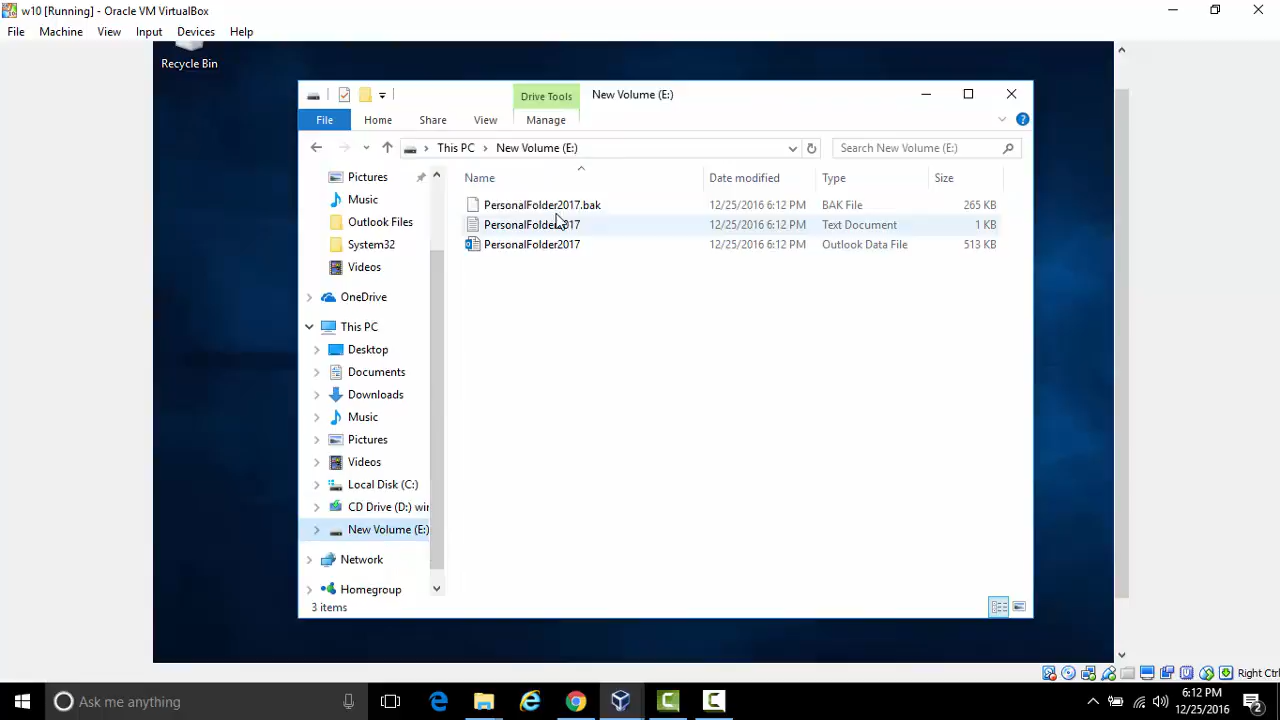 w10 [Running] - Oracle VM VirtualBox
File Machine View Input Devices Help
Recycle Bin
Drive Tools New Volume (E:)
File Home Share View Manage
This PC New Volume (E:) Search New Volume (E:)
Name Date modified Type Size
PersonalFolder2017.bak 12/25/2016 6:12 PM BAK File 265 KB
12/25/2016 6:12 PM Text Document 1 KB
PersonalFolder2017 12/25/2016 6:12 PM Outlook Data File 513 KB
Pictures
Music
Outlook Files
System32
Videos
OneDrive
This PC
Desktop
Documents
Downloads
Music
Pictures
Videos
Local Disk (C:)
CD Drive (D:) win
New Volume (E:)
Network
Homegroup
3 items
Right Ctrl
Ask me anything
6:12 PM
12/25/2016
2